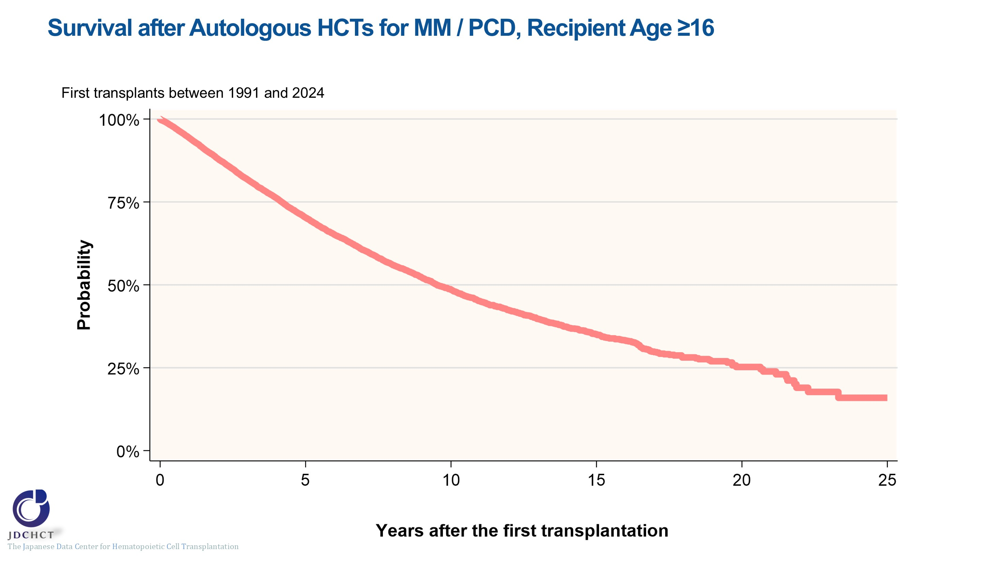 Survival after Autologous HCTs for MM / PCD, Recipient Age ≥16
First transplants between 1991 and 2024
100%
75%
50%
25%
0%
Probability
0 5 10 15 20 25
Years after the first transplantation
JDCHCT
The Japanese Data Center for Hematopoietic Cell Transplantation